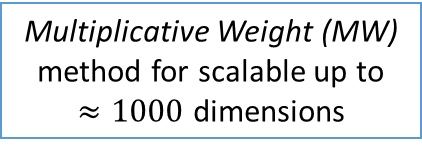 Multiplicative Weight (MW)
method for scalable up to
≈ 1000 dimensions